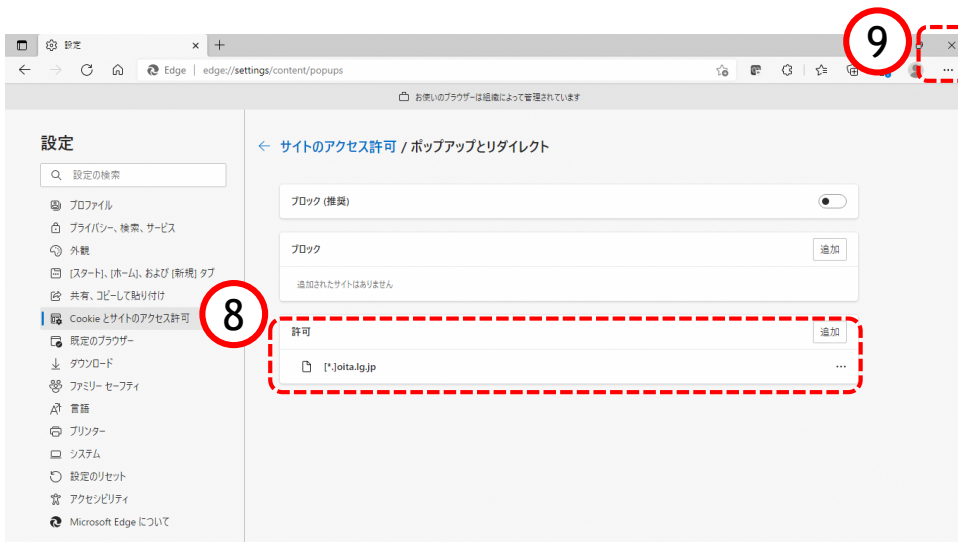 9
設定
Edge | edge://settings/content/popups
お使いのブラウザーは組織によって管理されています
設定
設定の検索
プロファイル
プライバシー、検索、サービス
外観
[スタート]、[ホーム]、および [新規] タブ
共有、コピーして貼り付け
Cookie とサイトのアクセス許可
既定のブラウザー
ダウンロード
ファミリー セーフティ
言語
プリンター
システム
設定のリセット
アクセシビリティ
Microsoft Edge について
サイトのアクセス許可 / ポップアップとリダイレクト
ブロック (推奨)
ブロック
追加
追加されたサイトはありません
8
許可
追加
[*.]oita.lg.jp